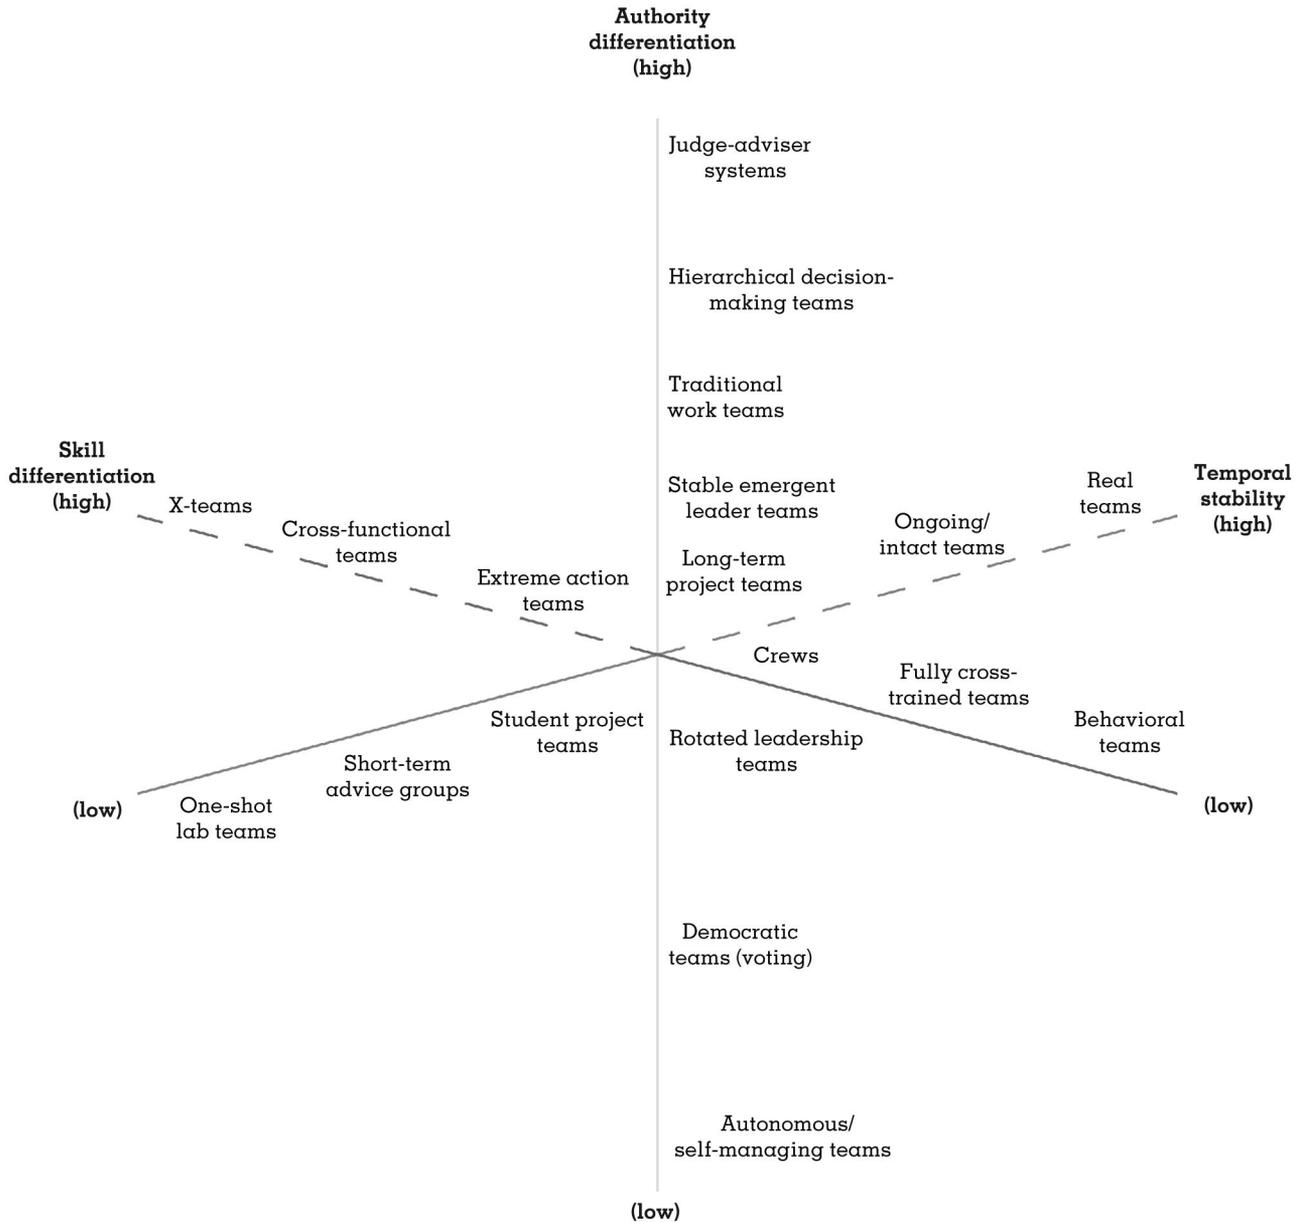 Authority
differentiation
(high)
Judge-adviser
systems
Hierarchical decision-
making teams
Traditional
work teams
Skill
differentiation
(high)
X-teams
Cross-functional
teams
Extreme action
teams
Stable emergent
leader teams
Long-term
project teams
Ongoing/
intact teams
Real
teams
Temporal
stability
(high)
Crews
Fully cross-
trained teams
Behavioral
teams
(low)
Student project
teams
Short-term
advice groups
One-shot
lab teams
(low)
Rotated leadership
teams
Democratic
teams (voting)
Autonomous/
self-managing teams
(low)